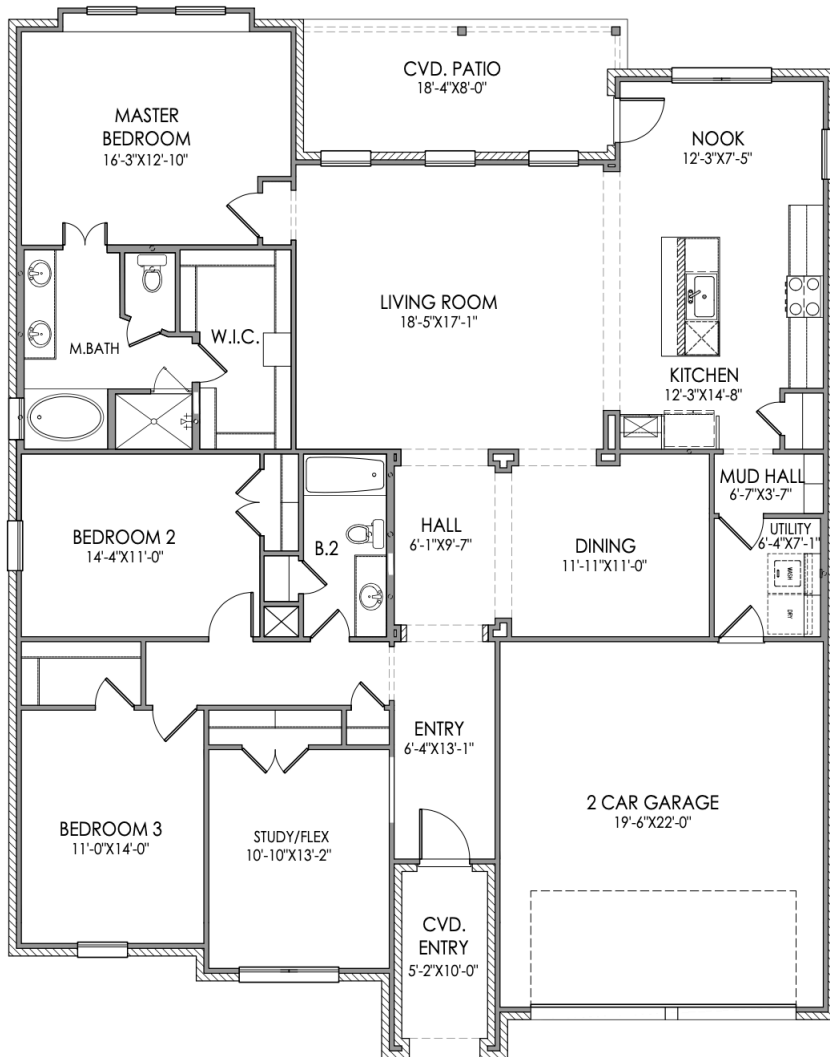 CVD. PATIO
18'-4"X8'-0"
MASTER
BEDROOM
16'-3"X12'-10"
NOOK
12'-3"X7'-5"
LIVING ROOM
18'-5"X17'-1"
M.BATH
W.I.C.
KITCHEN
12'-3"X14'-8"
MUD HALL
6'-7"X3'-7"
BEDROOM 2
14'-4"X11'-0"
B.2
HALL
6'-1"X9'-7"
DINING
11'-11"X11'-0"
UTILITY
6'-4"X7'-1"
WASH
DRY
ENTRY
6'-4"X13'-1"
BEDROOM 3
11'-0"X14'-0"
STUDY/FLEX
10'-10"X13'-2"
2 CAR GARAGE
19'-6"X22'-0"
CVD.
ENTRY
5'-2"X10'-0"